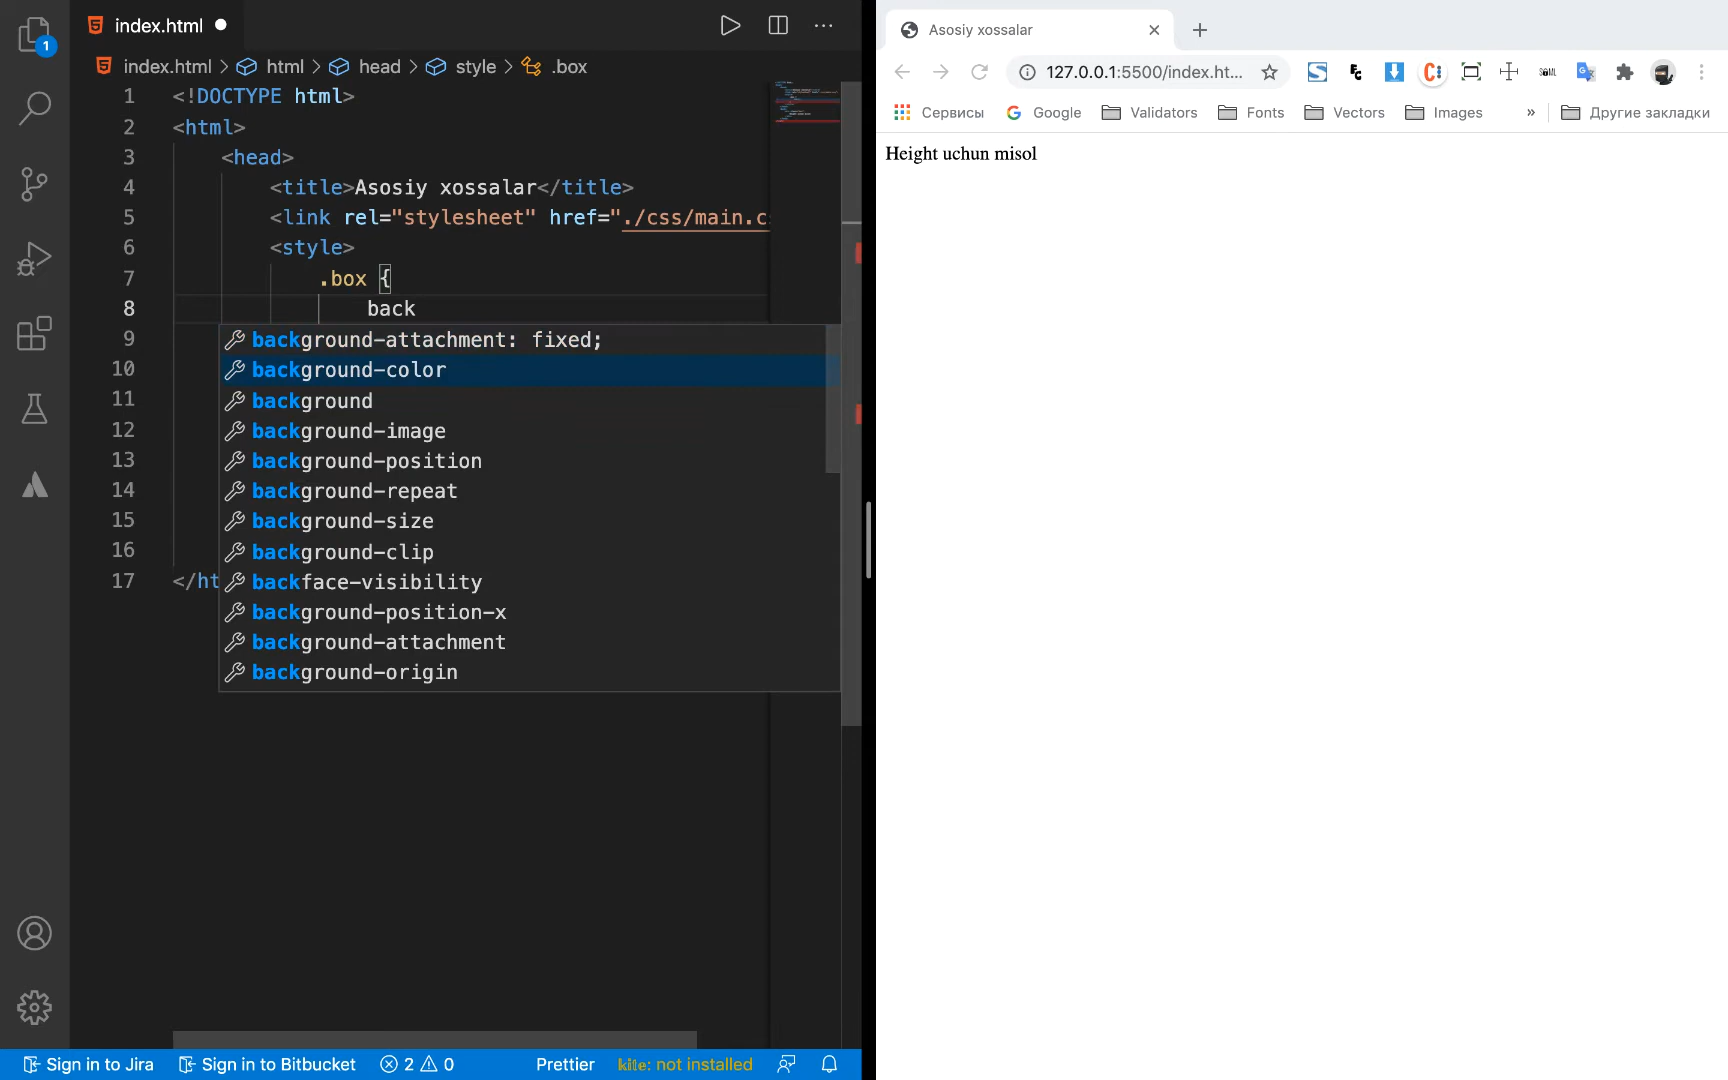 1
index.html
index.html > html > head > style > .box
1 <!DOCTYPE html>
2 <html>
3 <head>
4 <title>Asosiy xossalar</title>
5 <link rel="stylesheet" href="./css/main.c
6 <style>
7 .box {
8 back
9 background-attachment: fixed;
10 background-color
11 background
12 background-image
13 background-position
14 background-repeat
15 background-size
16 background-clip
17 </ht backface-visibility
background-position-x
background-attachment
background-origin
Sign in to Jira Sign in to Bitbucket 2 0 Prettier kite: not installed
Asosiy xossalar
127.0.0.1:5500/index.ht...
Сервисы Google Validators Fonts Vectors Images » Другие закладки
Height uchun misol